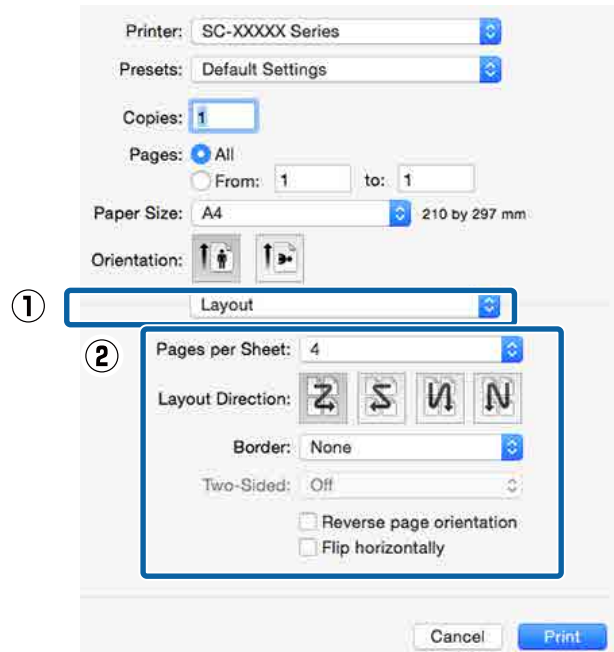 Printer: SC-XXXXX Series
Presets: Default Settings
Copies: 1
Pages: All
From: 1 to: 1
Paper Size: A4 210 by 297 mm
Orientation:
① Layout
② Pages per Sheet: 4
Layout Direction:
Border: None
Two-Sided: Off
Reverse page orientation
Flip horizontally
Cancel Print